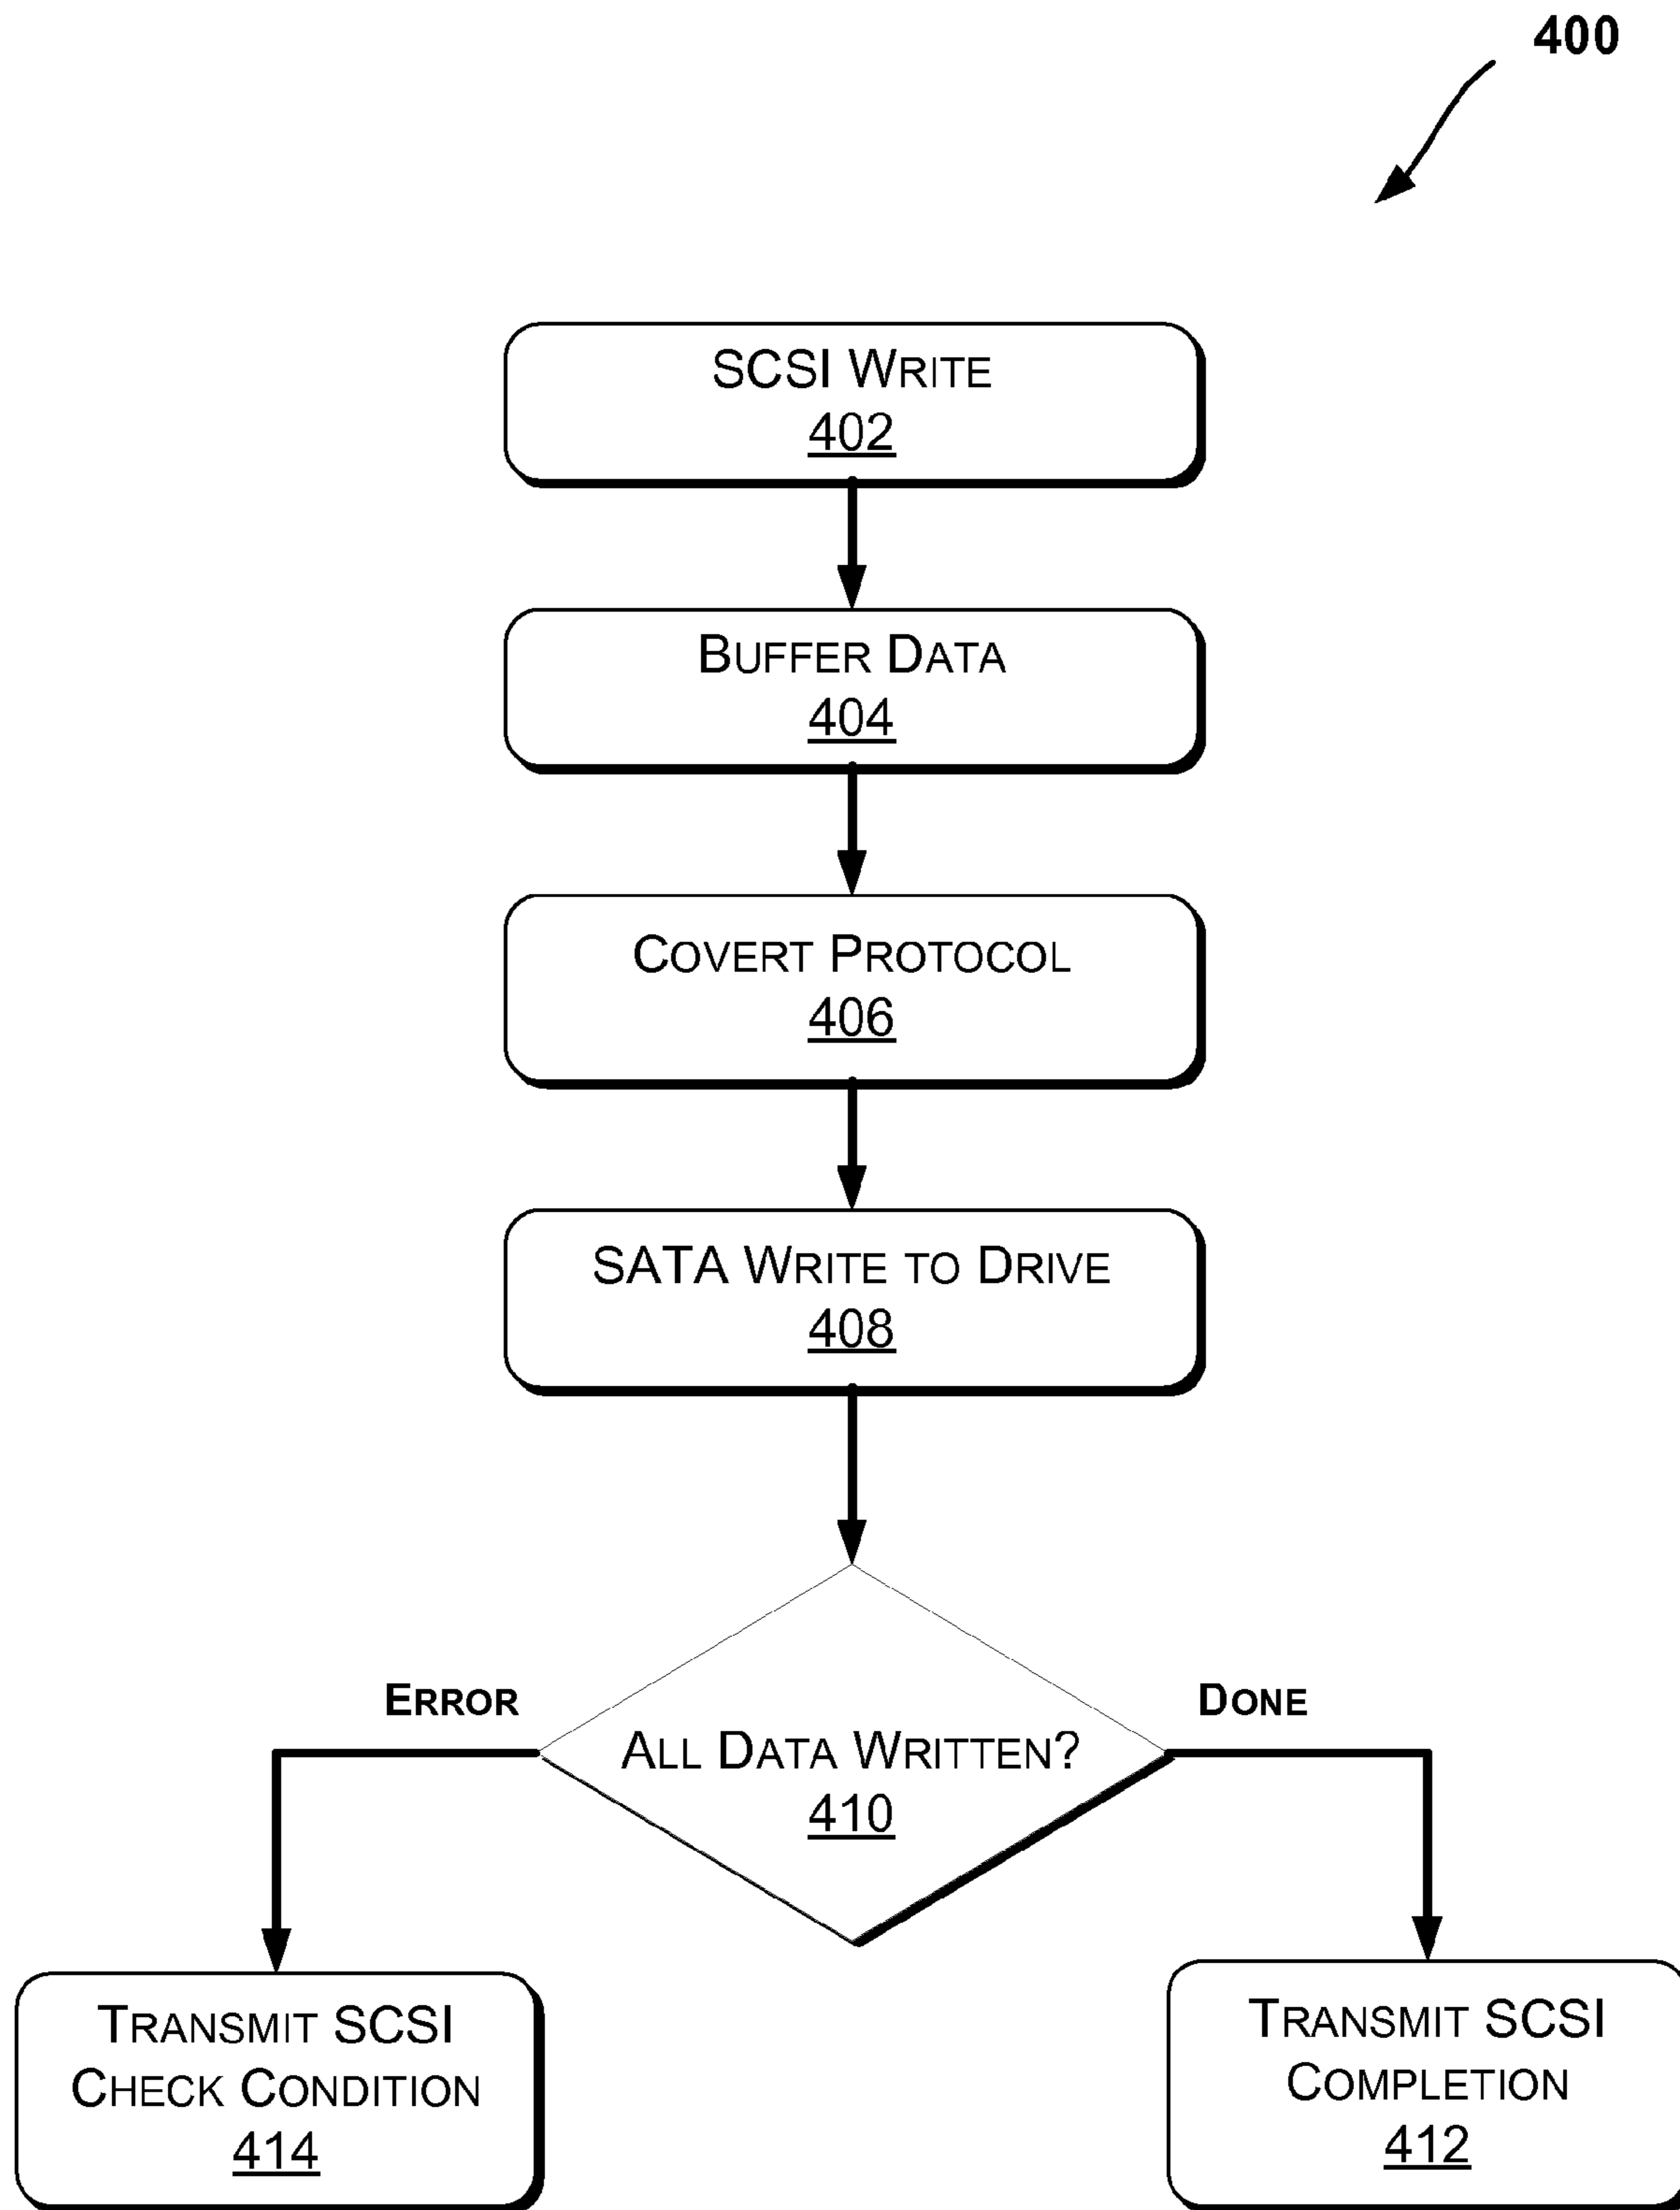 400
SCSI WRITE
402
BUFFER DATA
404
COVERT PROTOCOL
406
SATA WRITE TO DRIVE
408
ERROR
DONE
ALL DATA WRITTEN?
410
TRANSMIT SCSI
CHECK CONDITION
414
TRANSMIT SCSI
COMPLETION
412